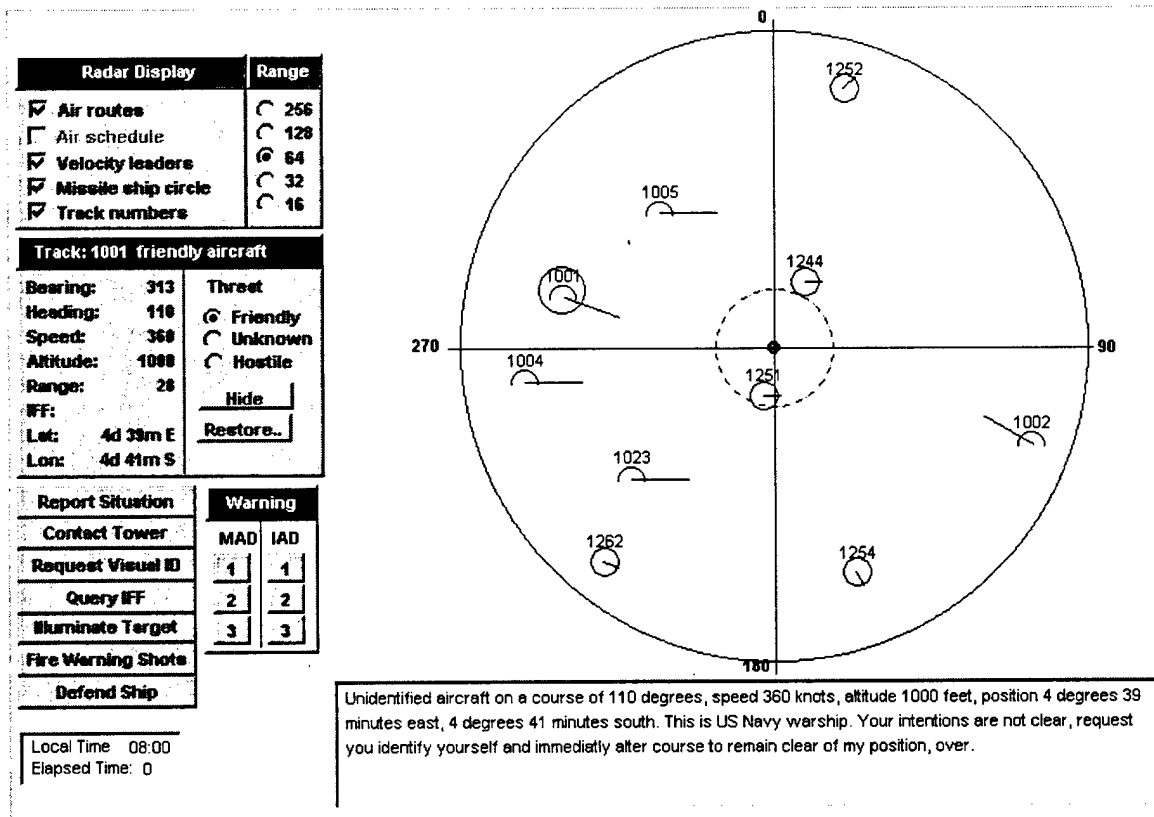 Radar Display
Range
Air routes
Air schedule
Velocity leaders
Missile ship circle
Track numbers
256
128
64
32
16
Track: 1001 friendly aircraft
Bearing: 313
Heading: 110
Speed: 360
Altitude: 1000
Range: 28
IFF:
Lat: 4d 39m E
Lon: 4d 41m S
Threat
Friendly
Unknown
Hostile
Hide
Restore..
Report Situation
Contact Tower
Request Visual ID
Query IFF
Illuminate Target
Fire Warning Shots
Defend Ship
Warning
MAD IAD
1 1
2 2
3 3
Local Time 08:00
Elapsed Time: 0
0
1252
1005
1244
1001
270
90
1004
1251
1002
1023
1262
1254
180
Unidentified aircraft on a course of 110 degrees, speed 360 knots, altitude 1000 feet, position 4 degrees 39
minutes east, 4 degrees 41 minutes south. This is US Navy warship. Your intentions are not clear, request
you identify yourself and immediatly alter course to remain clear of my position, over.